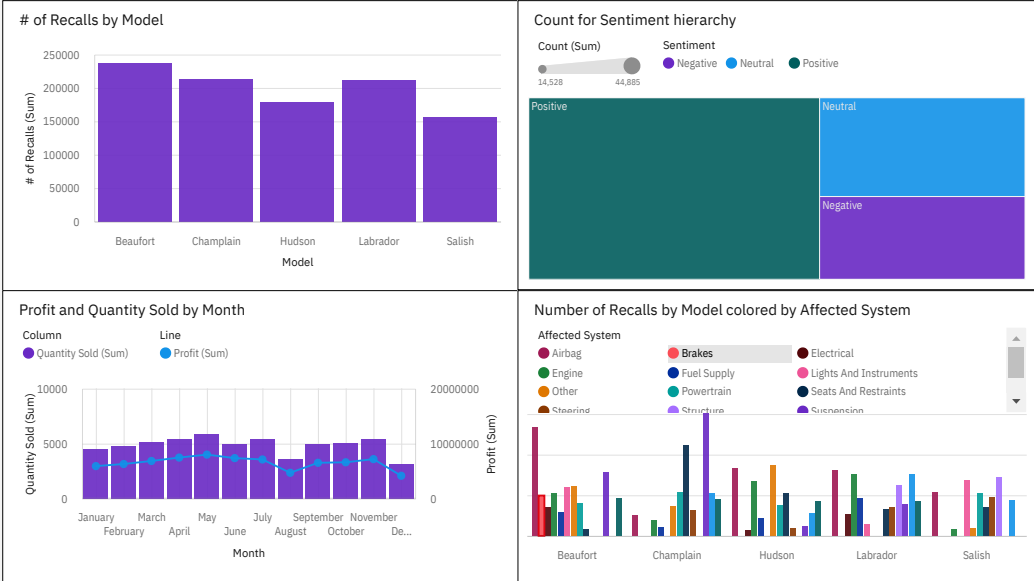 # of Recalls by Model
# of Recalls (Sum)
250000
200000
150000
100000
50000
0
Beaufort Champlain Hudson Labrador Salish
Model
Count for Sentiment hierarchy
Count (Sum)
14,528 44,885
Sentiment
Negative Neutral Positive
Positive
Neutral
Negative
Profit and Quantity Sold by Month
Column Line
Quantity Sold (Sum) Profit (Sum)
Quantity Sold (Sum)
10000
5000
0
20000000
10000000
0
Profit (Sum)
January March May July September November
February April June August October De...
Month
Number of Recalls by Model colored by Affected System
Affected System
Airbag Brakes Electrical
Engine Fuel Supply Lights And Instruments
Other Powertrain Seats And Restraints
Steering Structure Suspension
Beaufort Champlain Hudson Labrador Salish